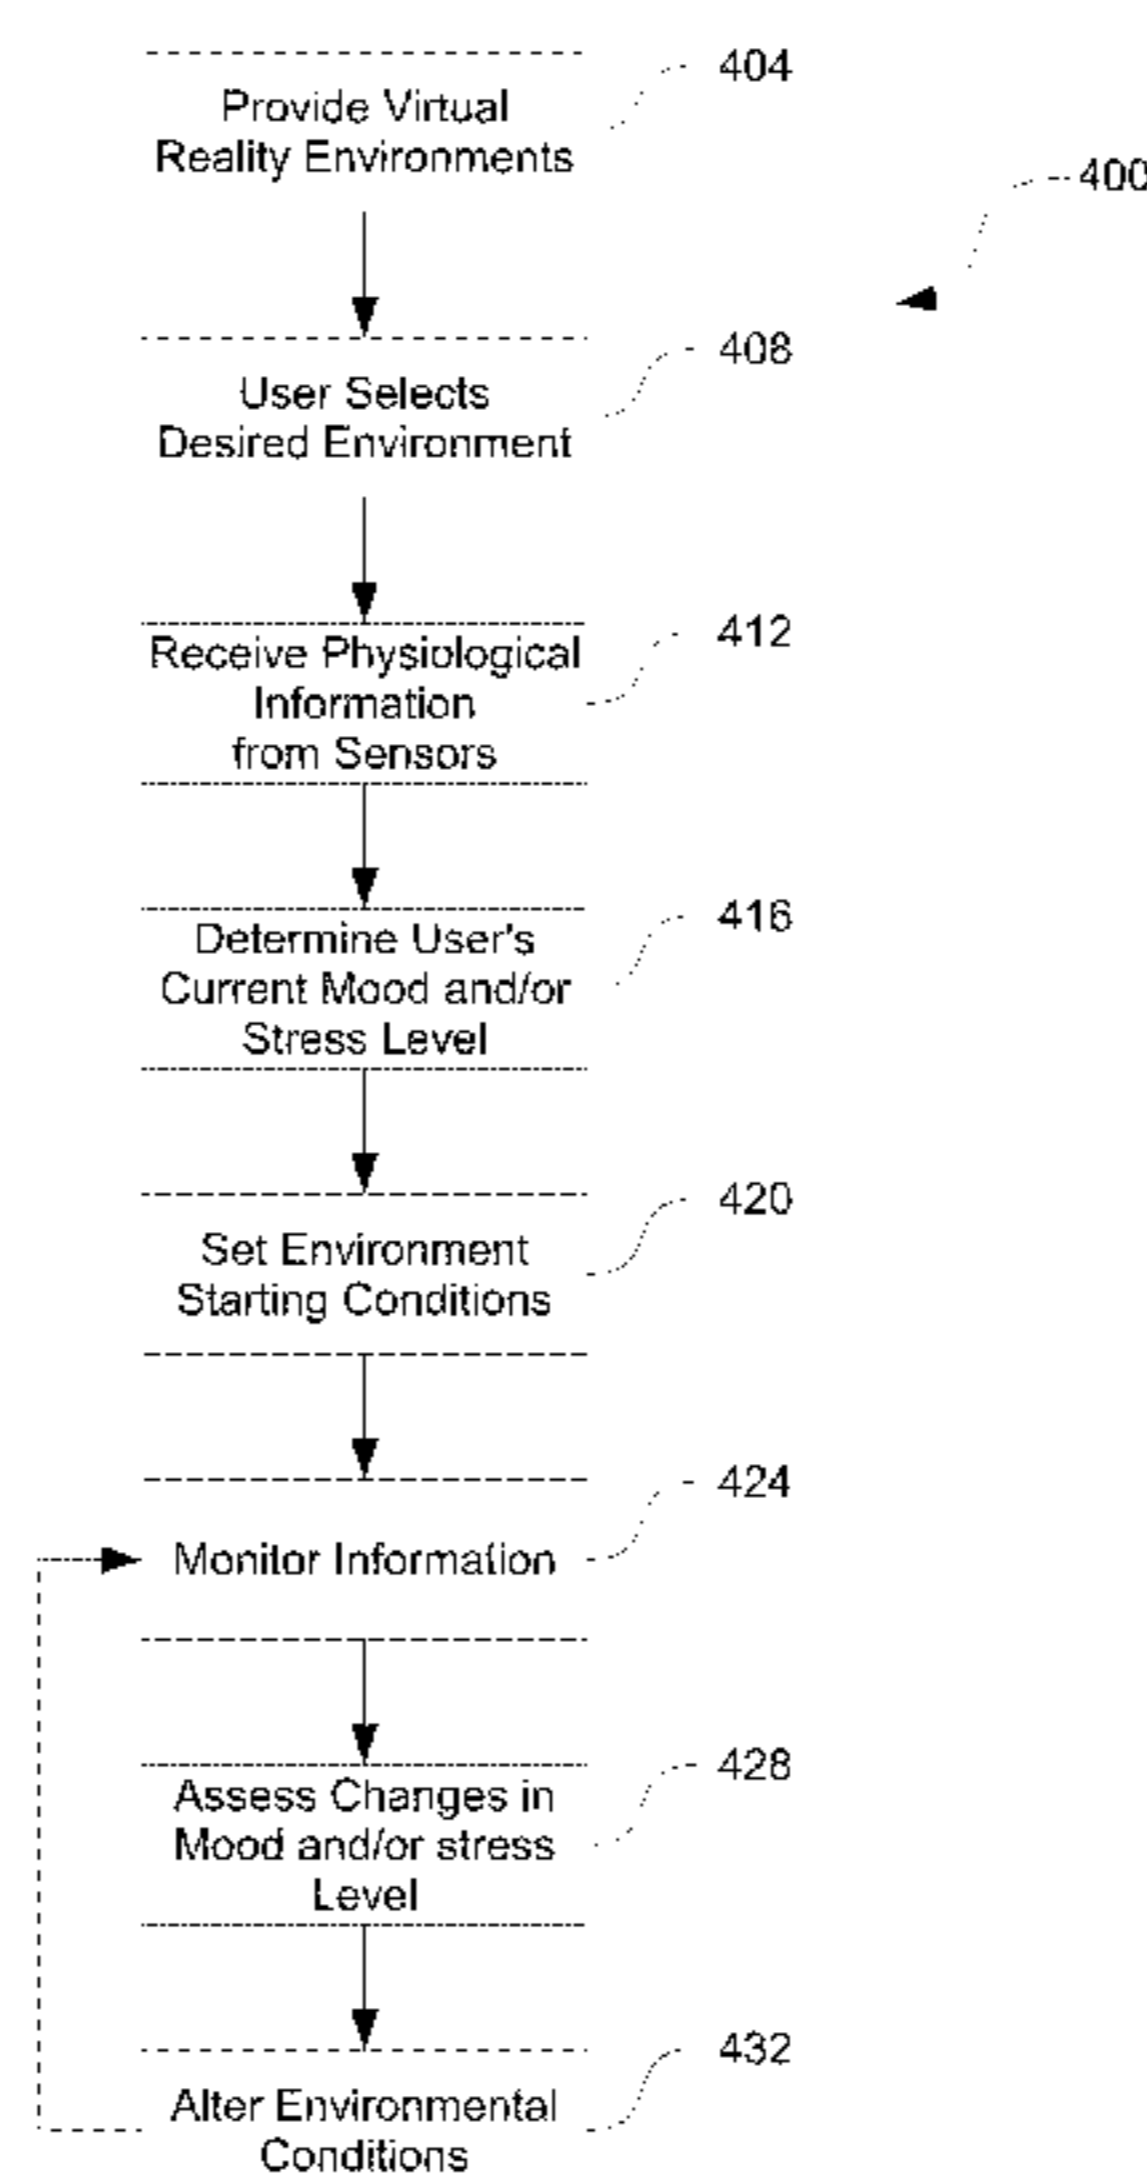 404
Provide Virtual
Reality Environments
400
408
User Selects
Desired Environment
412
Receive Physiological
Information
from Sensors
416
Determine User's
Current Mood and/or
Stress Level
420
Set Environment
Starting Conditions
424
Monitor Information
428
Assess Changes in
Mood and/or stress
Level
432
Alter Environmental
Conditions